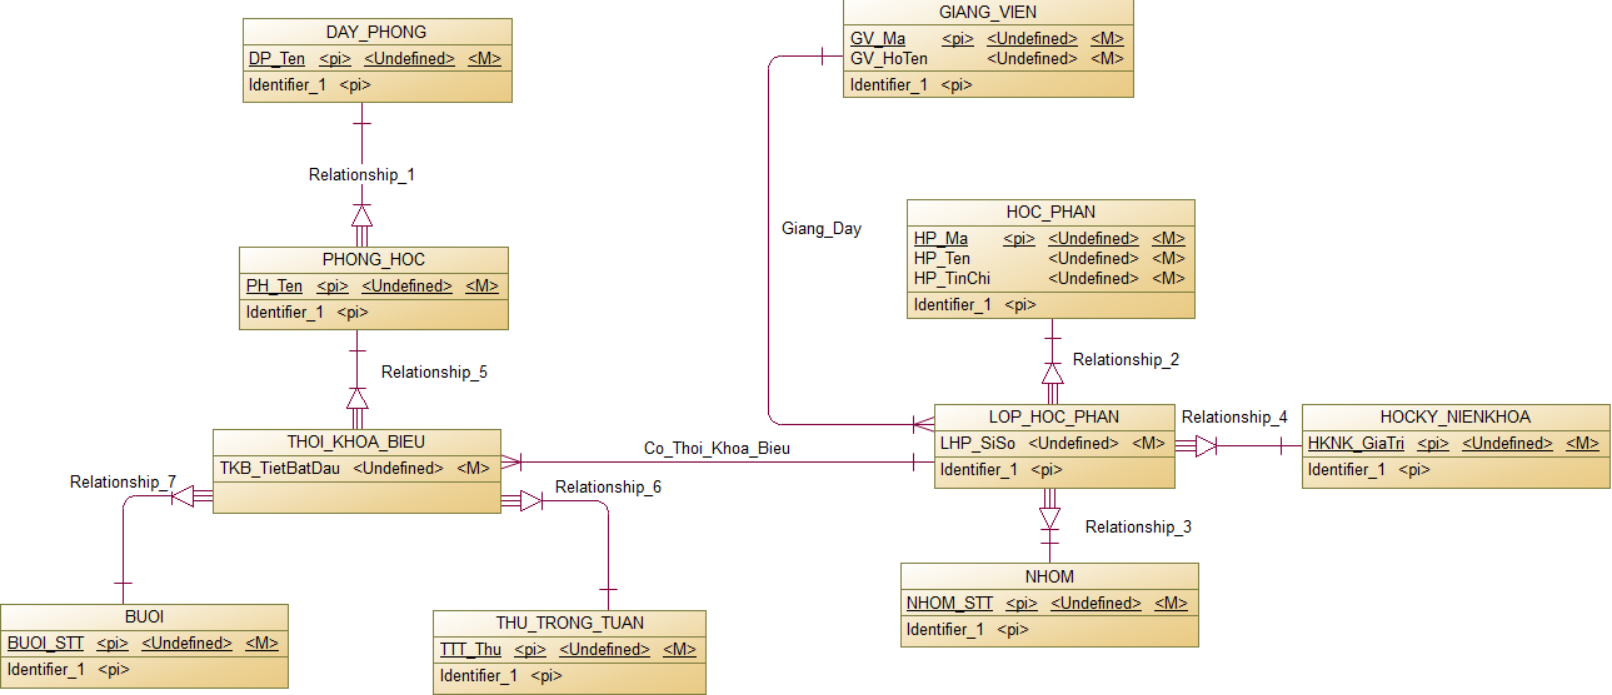 DAY_PHONG
DP_Ten <pi> <Undefined> <M>
Identifier_1 <pi>
Relationship_1
PHONG_HOC
PH_Ten <pi> <Undefined> <M>
Identifier_1 <pi>
Relationship_5
THOI_KHOA_BIEU
TKB_TietBatDau <Undefined> <M>
Relationship_7
Relationship_6
BUOI
BUOI_STT <pi> <Undefined> <M>
Identifier_1 <pi>
THU_TRONG_TUAN
TTT_Thu <pi> <Undefined> <M>
Identifier_1 <pi>
Co_Thoi_Khoa_Bieu
GIANG_VIEN
GV_Ma <pi> <Undefined> <M>
GV_HoTen <Undefined> <M>
Identifier_1 <pi>
Giang_Day
HOC_PHAN
HP_Ma <pi> <Undefined> <M>
HP_Ten <Undefined> <M>
HP_TinChi <Undefined> <M>
Identifier_1 <pi>
Relationship_2
LOP_HOC_PHAN
LHP_SiSo <Undefined> <M>
Identifier_1 <pi>
Relationship_4
HOCKY_NIENKHOA
HKNK_GiaTri <pi> <Undefined> <M>
Identifier_1 <pi>
Relationship_3
NHOM
NHOM_STT <pi> <Undefined> <M>
Identifier_1 <pi>